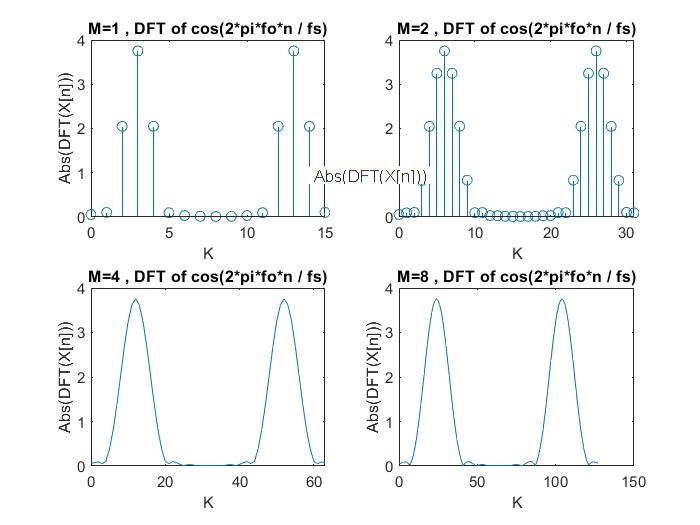 M=1 , DFT of cos(2*pi*fo*n / fs)
M=2 , DFT of cos(2*pi*fo*n / fs)
4
3
2
1
0
Abs(DFT(X[n]))
0 5 10 15
K
4
3
2
1
0
Abs(DFT(X[n]))
0 10 20 30
K
M=4 , DFT of cos(2*pi*fo*n / fs)
M=8 , DFT of cos(2*pi*fo*n / fs)
4
3
2
1
0
Abs(DFT(X[n]))
0 20 40 60
K
4
3
2
1
0
Abs(DFT(X[n]))
0 50 100 150
K